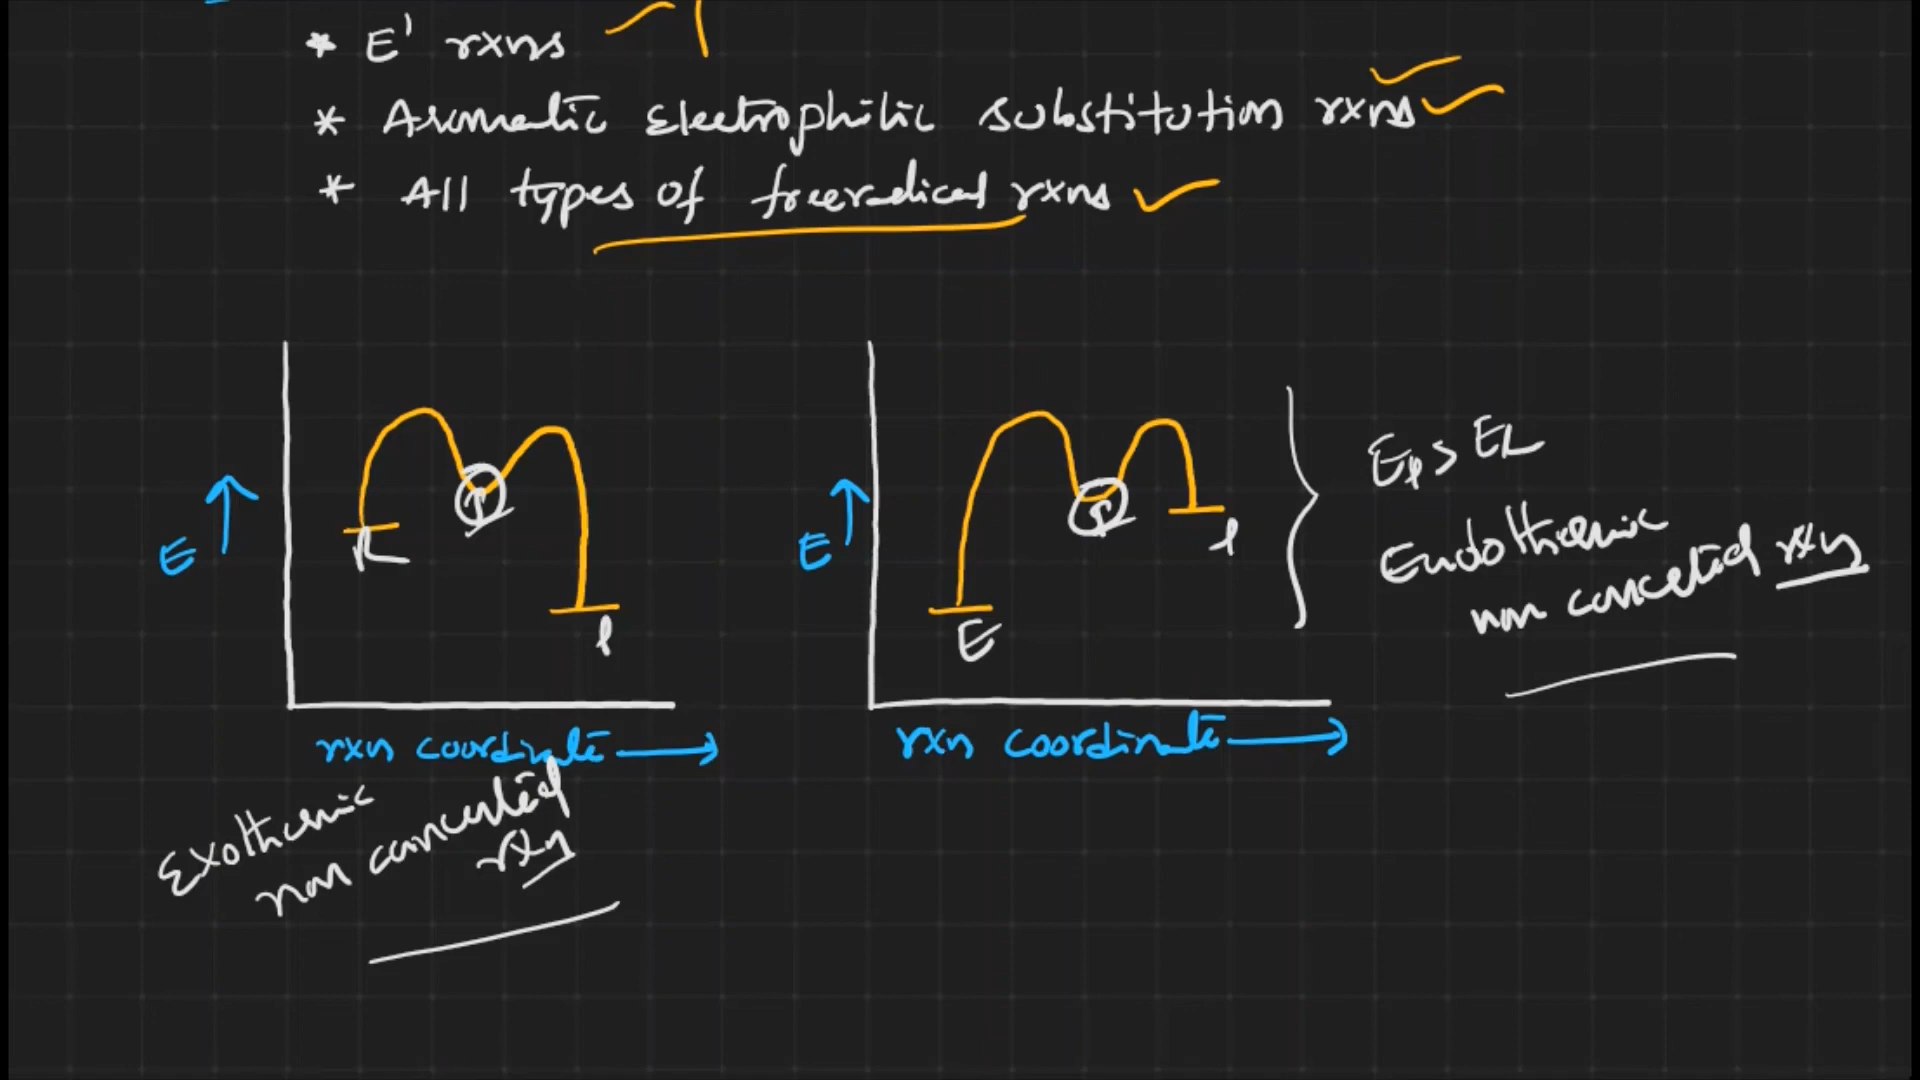 * E' rxns
* Aromatic Electrophilic substitution rxns
* All types of freeradical rxns
E
R
P
rxn coordinate
Exothermic
non concerted
rxn
E
E
P
rxn coordinate
Ep > ER
Endothermic
non concerted rxn